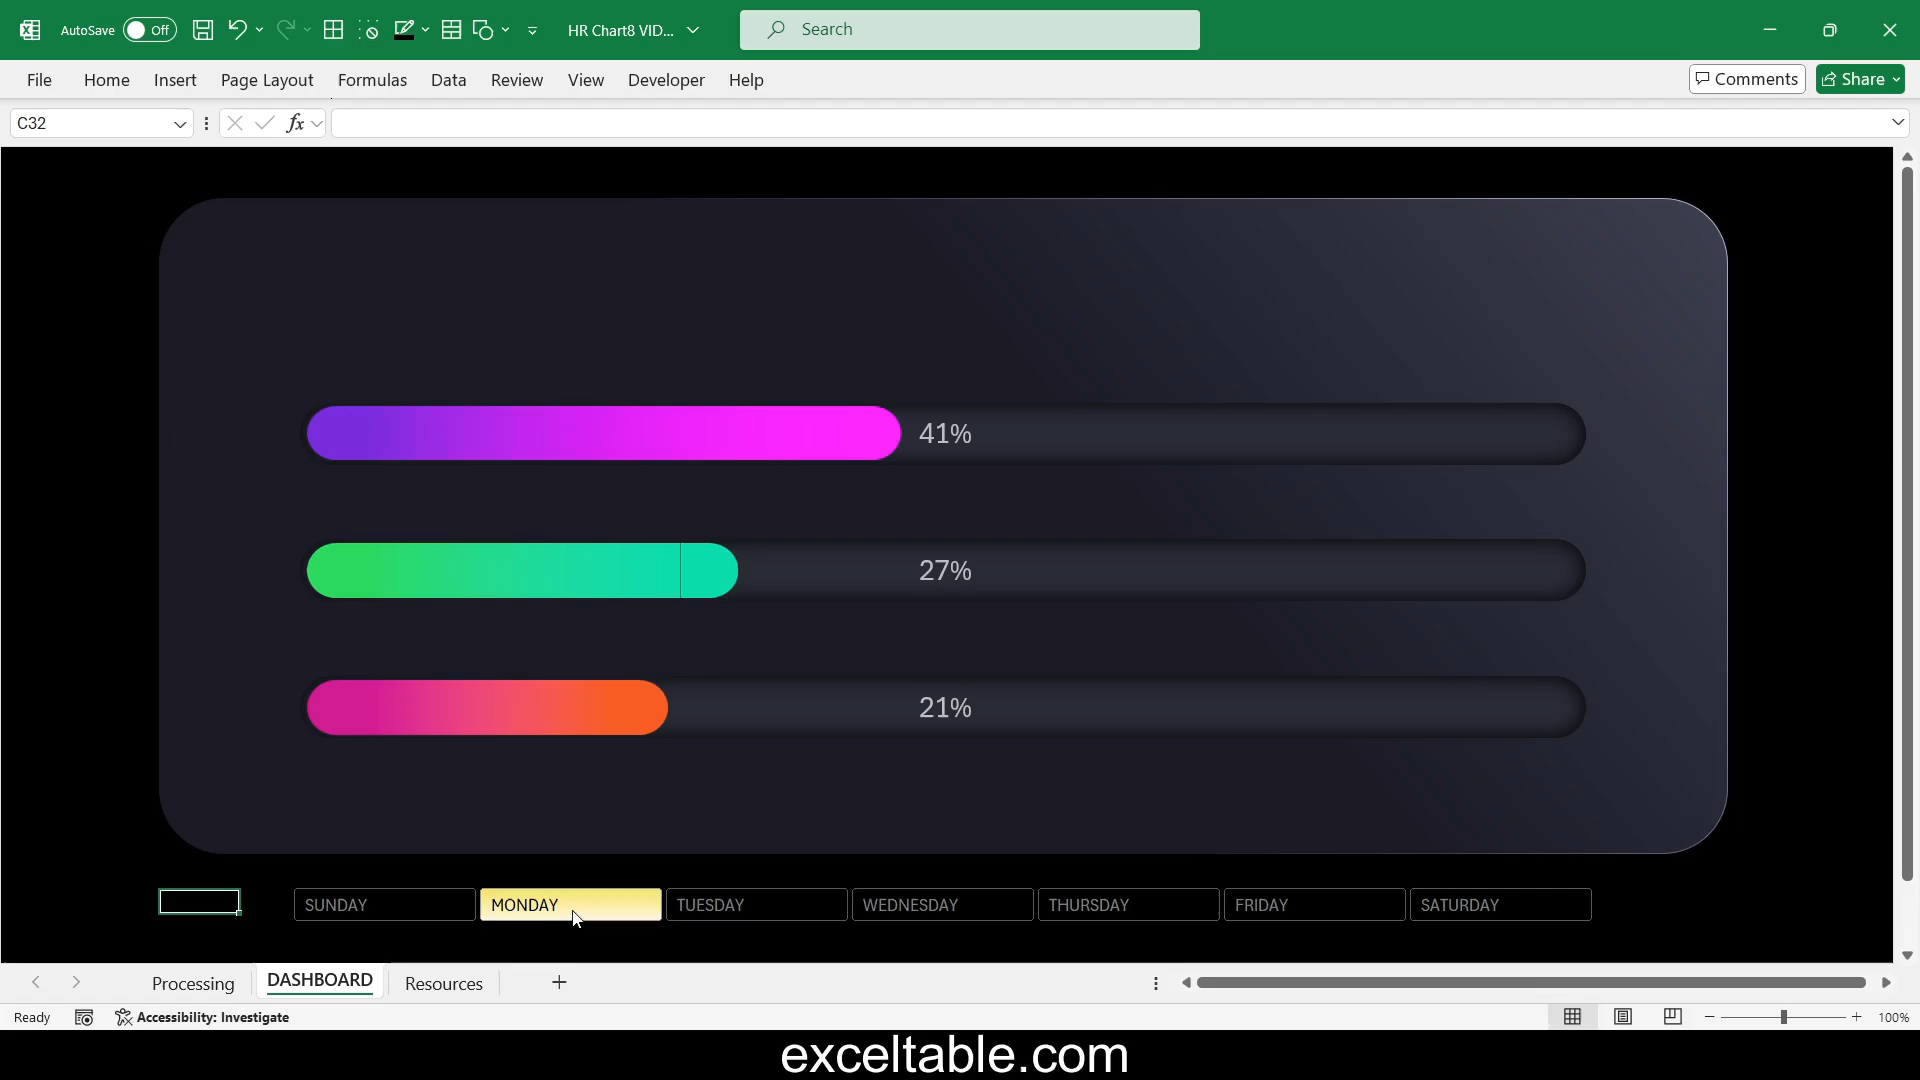 AutoSave Off HR Chart8 VID... Search
File Home Insert Page Layout Formulas Data Review View Developer Help Comments Share
C32 fx
41%
27%
21%
SUNDAY MONDAY TUESDAY WEDNESDAY THURSDAY FRIDAY SATURDAY
Processing DASHBOARD Resources
Ready Accessibility: Investigate 100%
exceltable.com